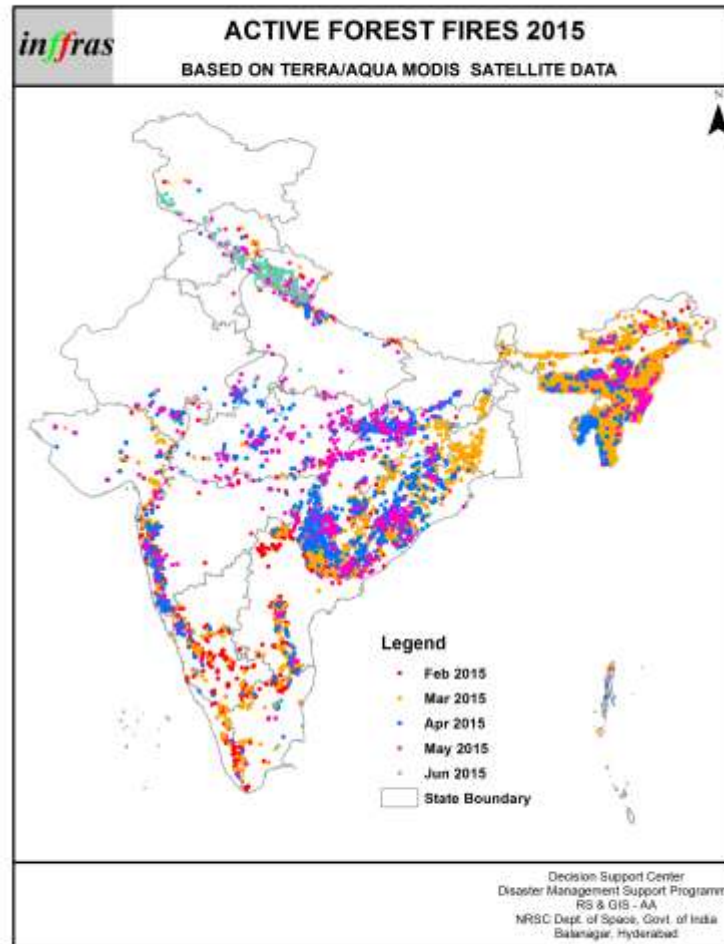 inffras
ACTIVE FOREST FIRES 2015
BASED ON TERRA/AQUA MODIS SATELLITE DATA
N
Legend
Feb 2015
Mar 2015
Apr 2015
May 2015
Jun 2015
State Boundary
Decision Support Center
Disaster Management Support Programm
RS & GIS - AA
NRSC Dept. of Space, Govt. of India
Balanagar, Hyderabad